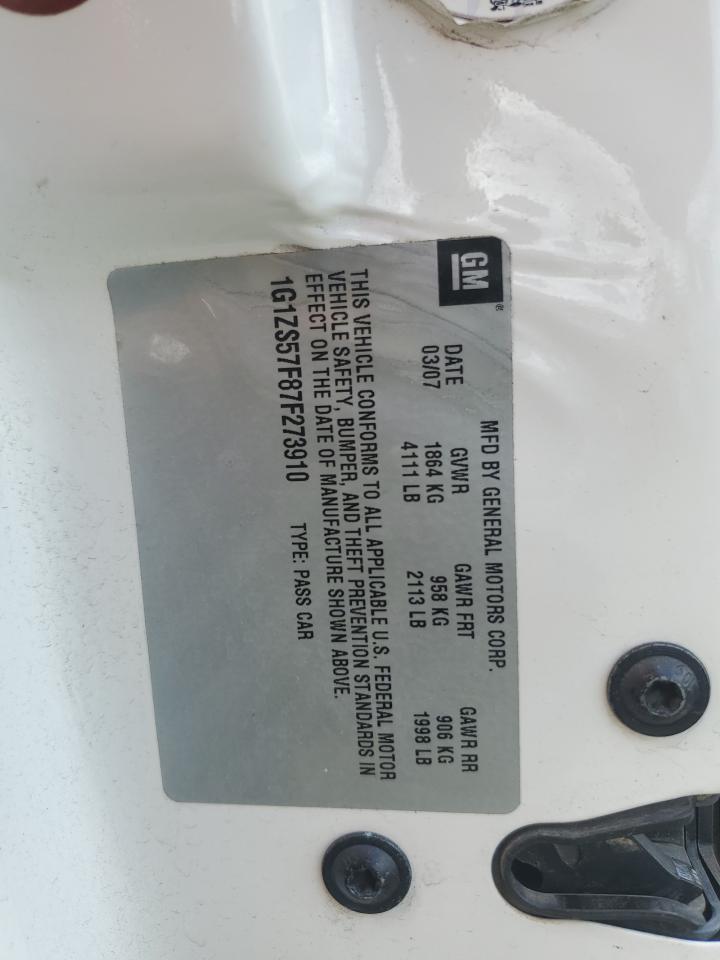 GM®
MFD BY GENERAL MOTORS CORP.
DATE GVWR GAWR FRT GAWR RR
03/07 1864 KG 958 KG 906 KG
4111 LB 2113 LB 1998 LB
THIS VEHICLE CONFORMS TO ALL APPLICABLE U.S. FEDERAL MOTOR
VEHICLE SAFETY, BUMPER, AND THEFT PREVENTION STANDARDS IN
EFFECT ON THE DATE OF MANUFACTURE SHOWN ABOVE.
1G1ZS57F87F273910 TYPE: PASS CAR